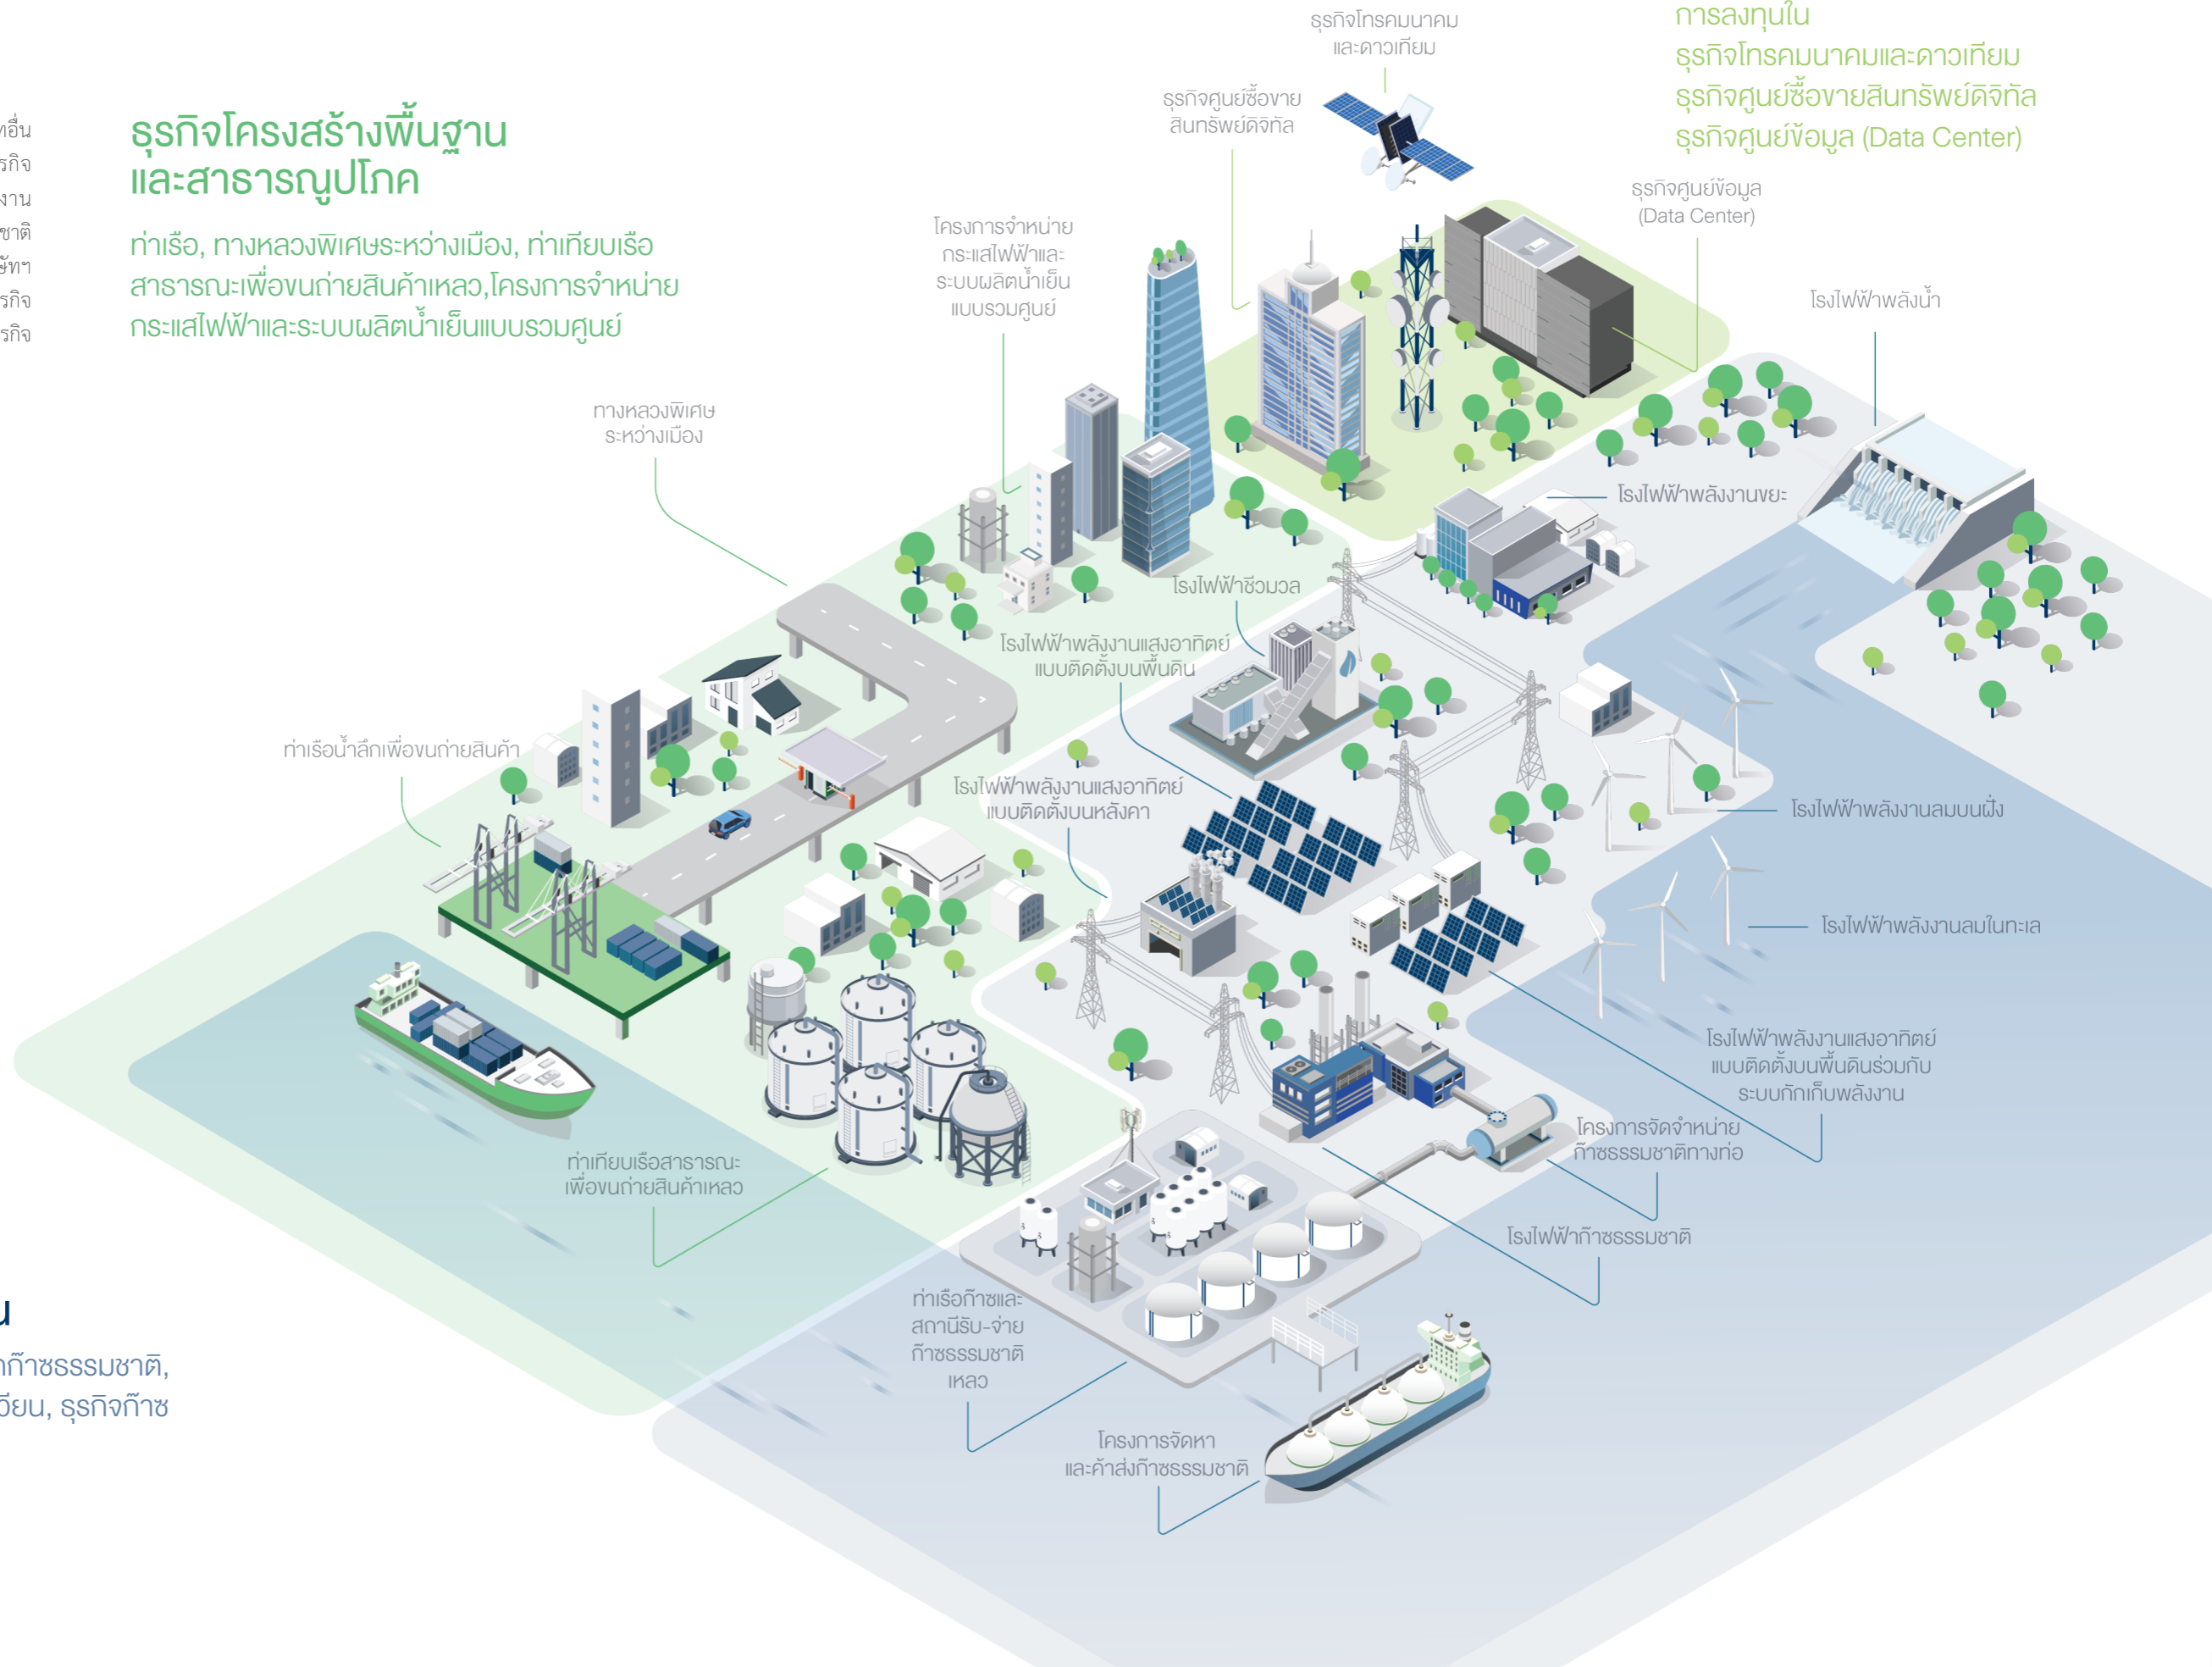 ธุรกิจโทรคมนาคม
และดาวเทียม
การลงทุนใน
ธุรกิจโทรคมนาคมและดาวเทียม
ธุรกิจศูนย์ซื้อขายสินทรัพย์ดิจิทัล
ธุรกิจศูนย์ข้อมูล (Data Center)
ธุรกิจศูนย์ซื้อขาย
สินทรัพย์ดิจิทัล
ธุรกิจโครงสร้างพื้นฐาน
และสาธารณูปโภค
ท่าเรือ, ทางหลวงพิเศษระหว่างเมือง, ท่าเทียบเรือ
สาธารณะเพื่อขนถ่ายสินค้าเหลว,โครงการจำหน่าย
กระแสไฟฟ้าและระบบผลิตน้ำเย็นแบบรวมศูนย์
ธุรกิจศูนย์ข้อมูล
(Data Center)
โครงการจำหน่าย
กระแสไฟฟ้าและ
ระบบผลิตน้ำเย็น
แบบรวมศูนย์
โรงไฟฟ้าพลังน้ำ
ทางหลวงพิเศษ
ระหว่างเมือง
โรงไฟฟ้าพลังงานขยะ
โรงไฟฟ้าชีวมวล
โรงไฟฟ้าพลังงานแสงอาทิตย์
แบบติดตั้งบนพื้นดิน
ท่าเรือน้ำลึกเพื่อขนถ่ายสินค้า
โรงไฟฟ้าพลังงานแสงอาทิตย์
แบบติดตั้งบนหลังคา
โรงไฟฟ้าพลังงานลมบนฝั่ง
โรงไฟฟ้าพลังงานลมในทะเล
โรงไฟฟ้าพลังงานแสงอาทิตย์
แบบติดตั้งบนพื้นดินร่วมกับ
ระบบกักเก็บพลังงาน
โครงการจัดจำหน่าย
ก๊าซธรรมชาติทางท่อ
ท่าเทียบเรือสาธารณะ
เพื่อขนถ่ายสินค้าเหลว
โรงไฟฟ้าก๊าซธรรมชาติ
ท่าเรือก๊าซและ
สถานีรับ-จ่าย
ก๊าซธรรมชาติ
เหลว
ก๊าซธรรมชาติ,
ธุรกิจก๊าซ
โครงการจัดหา
และค้าส่งก๊าซธรรมชาติ